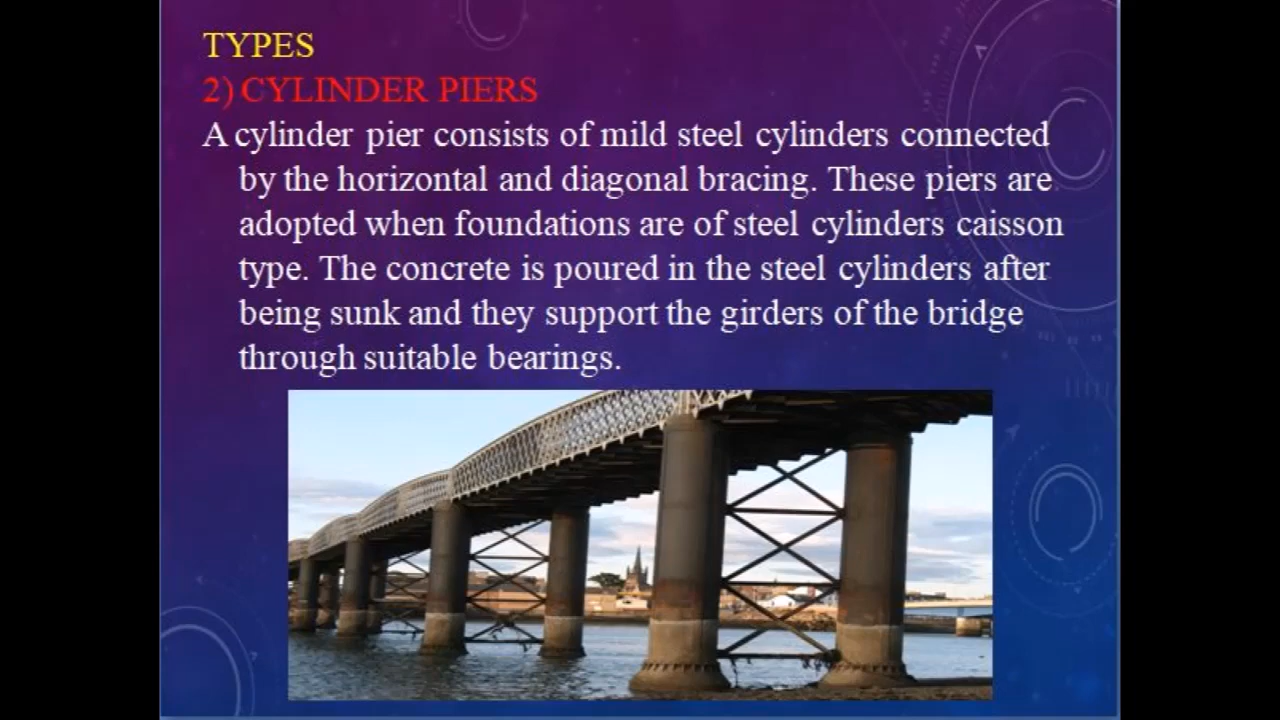 TYPES
2) CYLINDER PIERS
A cylinder pier consists of mild steel cylinders connected
by the horizontal and diagonal bracing. These piers are
adopted when foundations are of steel cylinders caisson
type. The concrete is poured in the steel cylinders after
being sunk and they support the girders of the bridge
through suitable bearings.